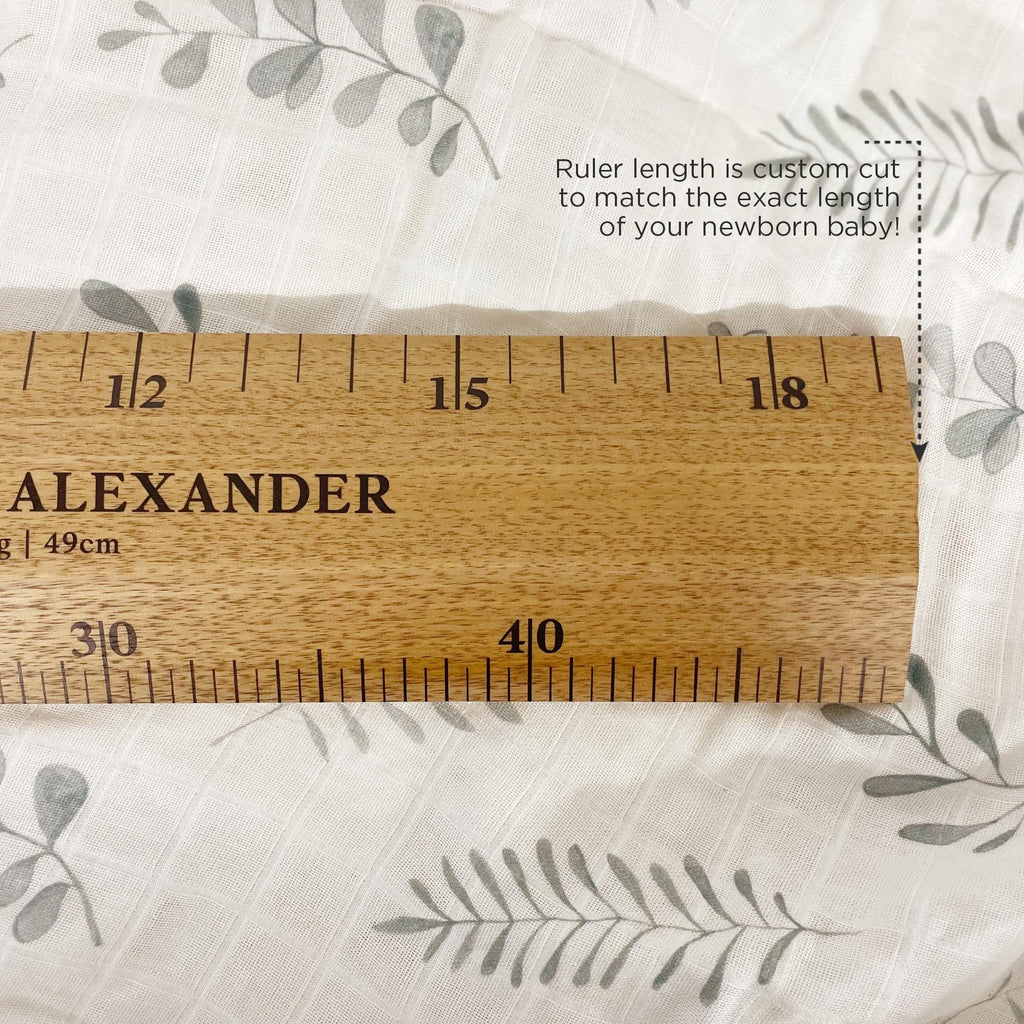 Ruler length is custom cut
to match the exact length
of your newborn baby!
12 15 18
ALEXANDER
g | 49cm
30 40